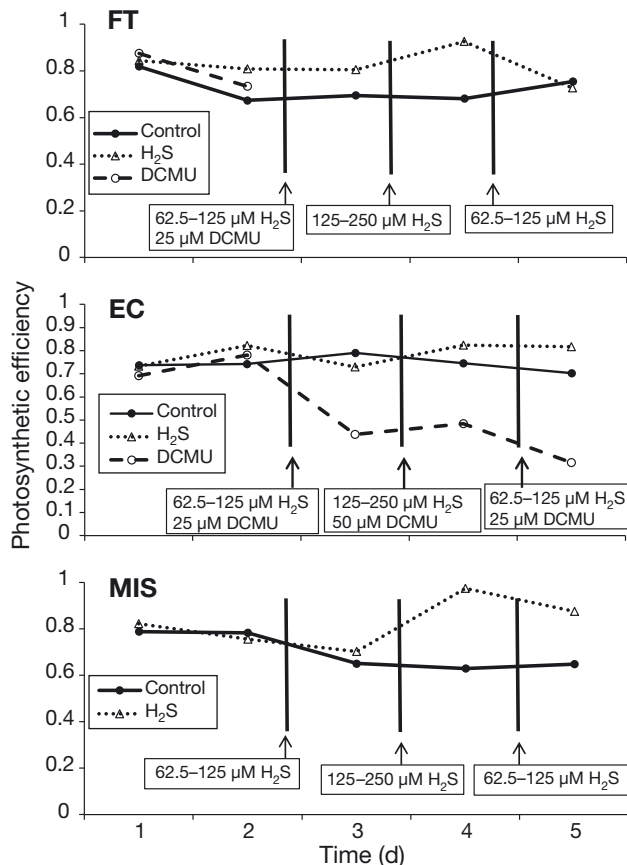 FT
1
0.8
0.6
0.4
0.2
0
Control
H₂S
DCMU
62.5–125 µM H₂S
25 µM DCMU
125–250 µM H₂S
62.5–125 µM H₂S
Photosynthetic efficiency
EC
1
0.9
0.8
0.7
0.6
0.5
0.4
0.3
0.2
0.1
0
Control
H₂S
DCMU
62.5–125 µM H₂S
25 µM DCMU
125–250 µM H₂S
50 µM DCMU
62.5–125 µM H₂S
25 µM DCMU
MIS
1
0.8
0.6
0.4
0.2
0
Control
H₂S
62.5–125 µM H₂S
125–250 µM H₂S
62.5–125 µM H₂S
1 2 3 4 5
Time (d)